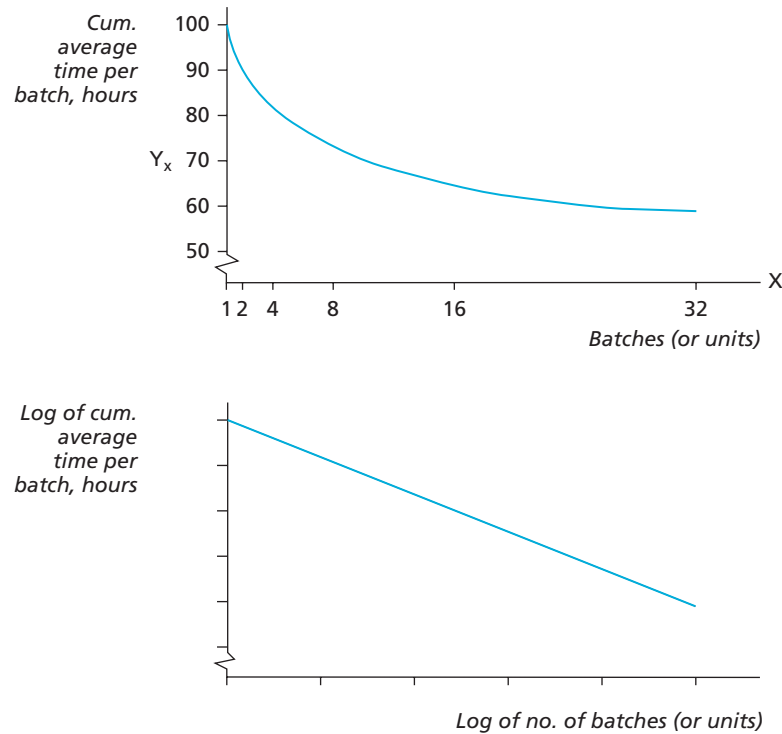 Cum.
average
time per
batch, hours
Yx
100
90
80
70
60
50
1 2 4 8 16 32
X
Batches (or units)
Log of cum.
average
time per
batch, hours
Log of no. of batches (or units)